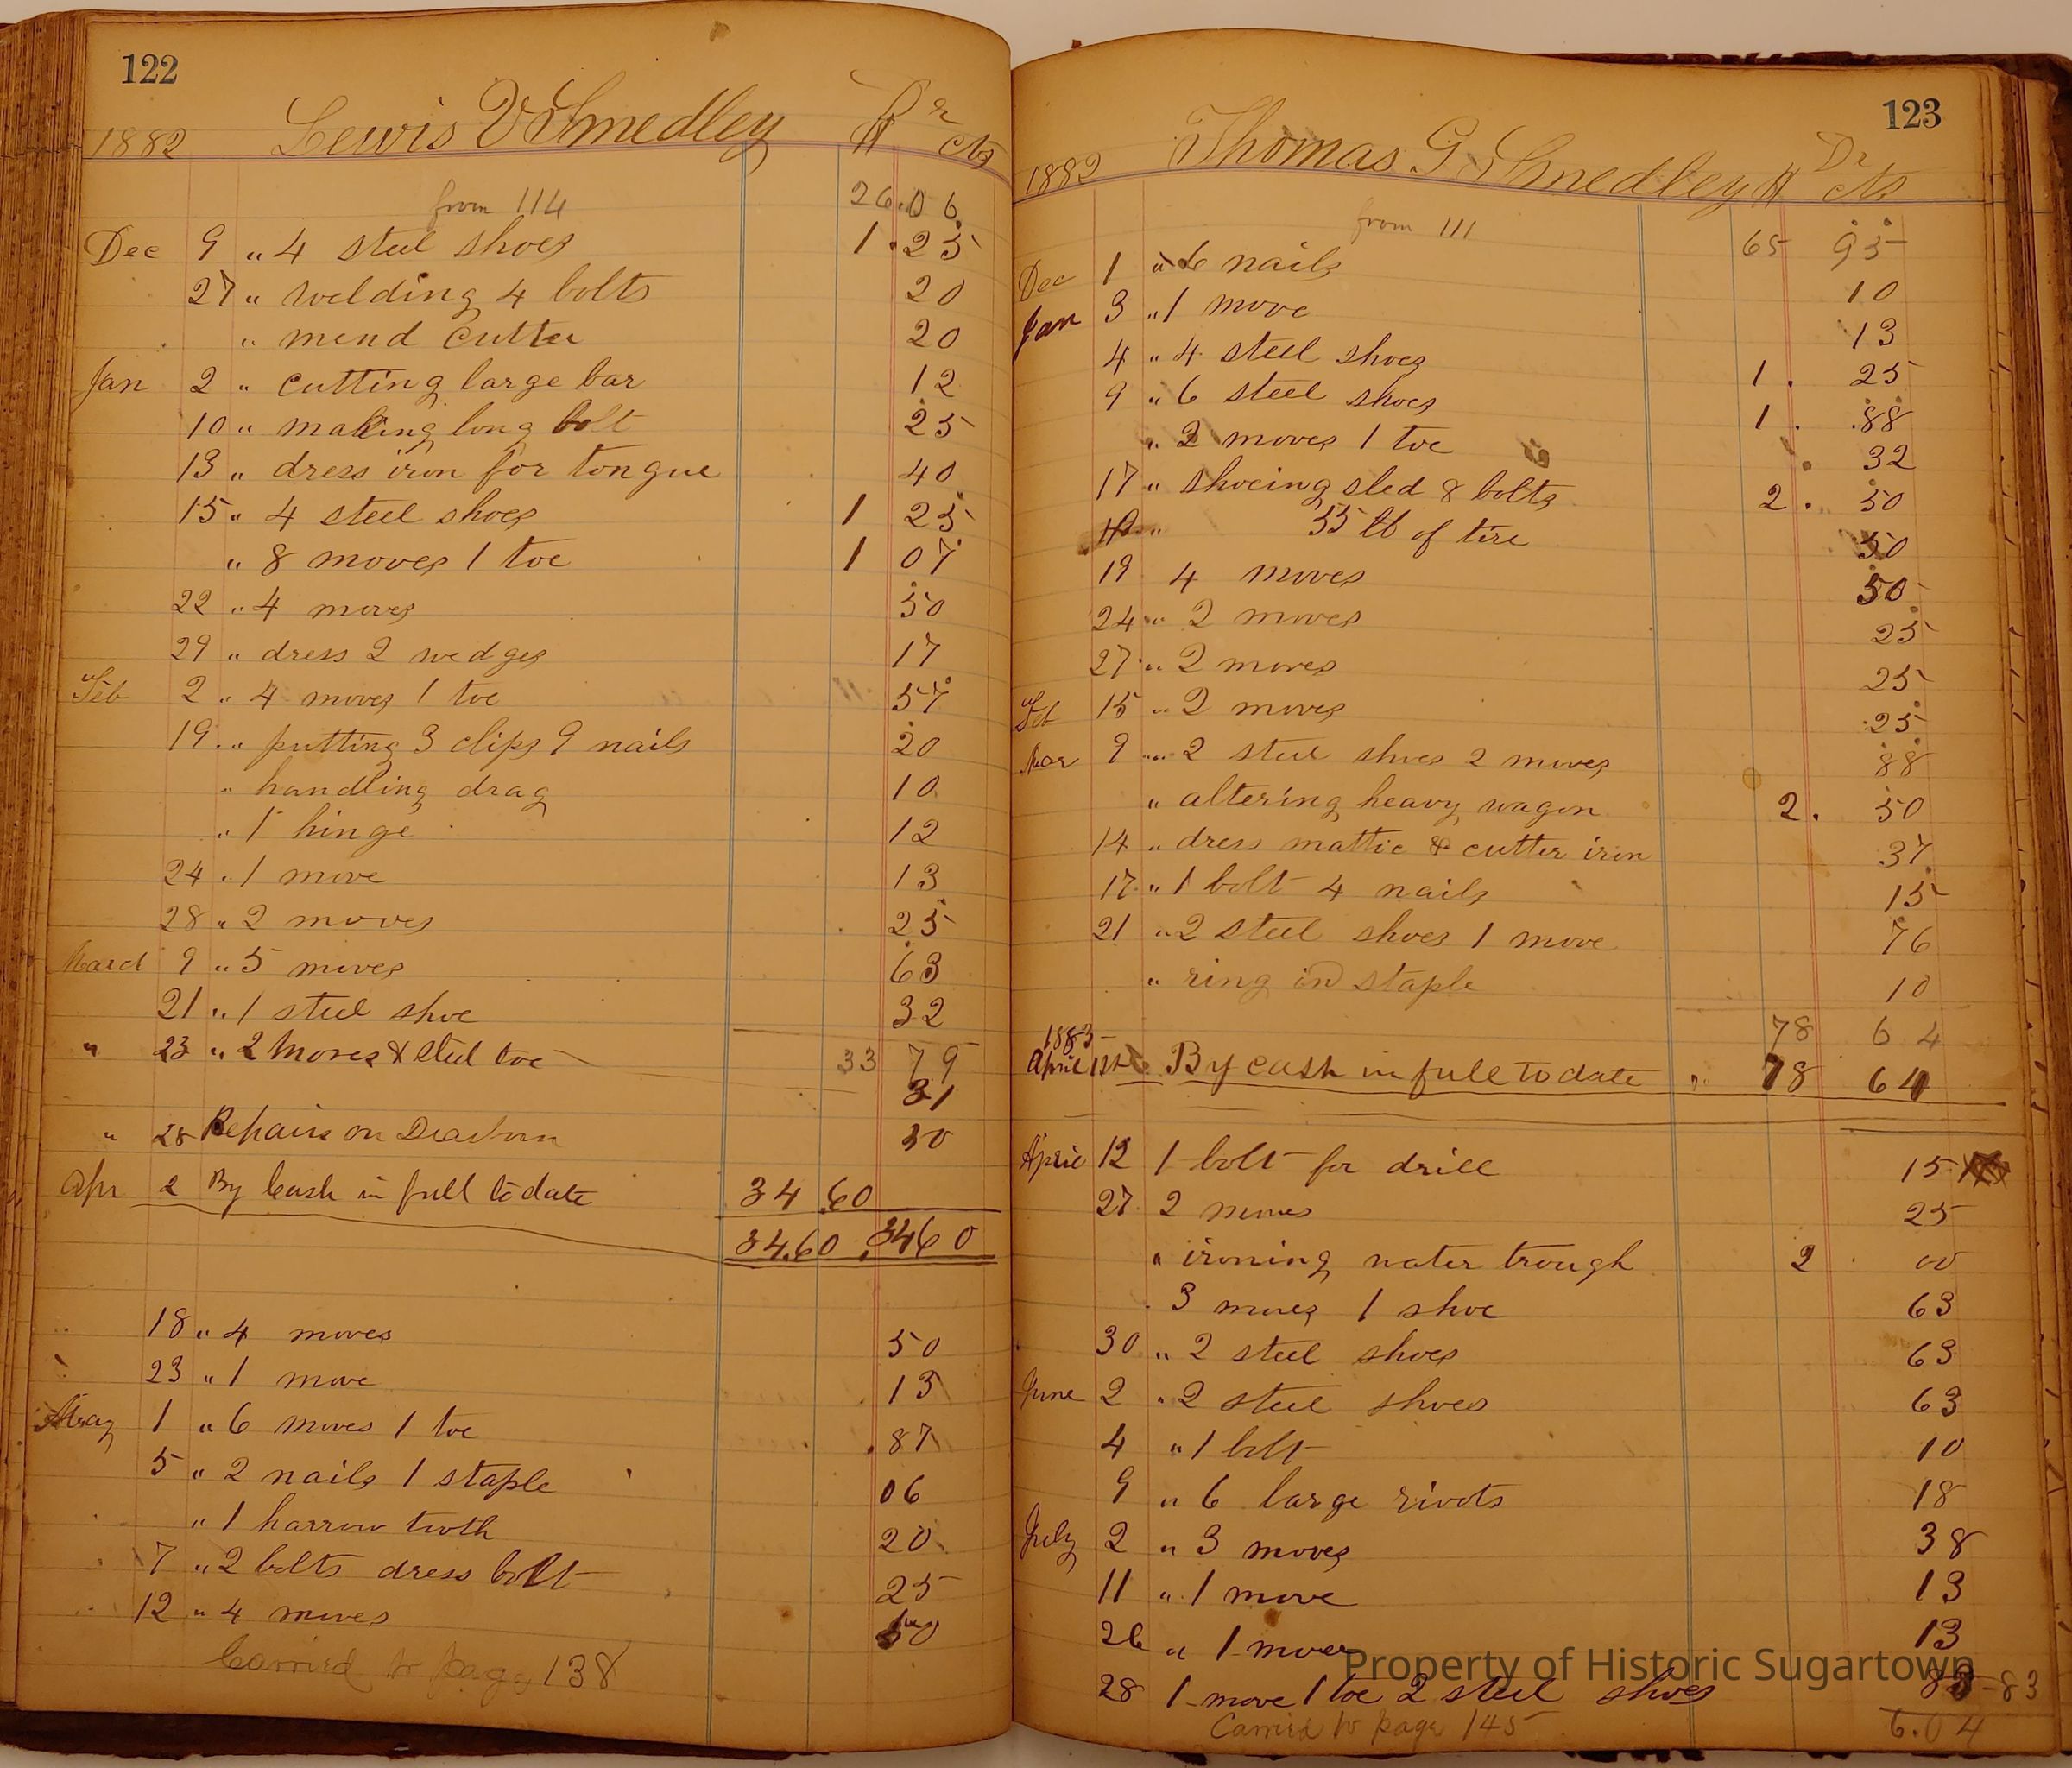 122
1882 Lewis V Smedley Dr
$ cts
from 114 26.06
Dec 9 " 4 steel shoes 1.25
27 " Welding 4 bolts 20
" mend cutter 20
Jan 2 " cutting large bar 12
10 " making long bolt 25
13 " dress iron for tongue 40
15 " 4 steel shoes 1 25
" 8 moves 1 toe 1 07
22 " 4 moves 50
29 " dress 2 wedges 17
Feb 2 " 4 moves 1 toe 57
19 " putting 3 clips 9 nails 20
" handling drag 10
" 1 hinge 12
24 " 1 move 13
28 " 2 moves 25
March 9 " 5 moves 63
21 " 1 steel shoe 32
" 23 " 2 Moves & steel toe 33 79
31
" 28 Repairs on Dearborn 50
Apr 2 By Cash in full to date 34 60
34.60 34 60
" 18 " 4 moves 50
" 23 " 1 move 13
May 1 " 6 moves 1 toe 87
5 " 2 nails 1 staple 06
" 1 harrow tooth 20
7 " 2 bolts dress bolt 25
12 " 4 moves 50
Carried to page 138
123
1882 Thomas G Smedley Dr
$ cts
from 111 65 95
Dec 1 " 6 nails 10
Jan 3 " 1 move 13
4 " 4 steel shoes 1.25
9 " 6 steel shoes 1.88
" 2 moves 1 toe 32
17 " shoeing sled 8 bolts 2.50
" 55 lb of tire 50
19 4 moves 50
24 " 2 moves 25
27 " 2 moves 25
Feb 15 " 2 moves 25
Mar 9 " 2 steel shoes 2 moves 88
" altering heavy wagon 2.50
14 " dress mattic & cutter iron 37
17 " 1 bolt 4 nails 15
21 " 2 steel shoes 1 move 76
" ring in staple 10
78 64
1883
April 1st By cash in full to date " 78 64
April 12 1 bolt for drill 15
27 2 moves 25
" ironing water trough 2 00
3 moves 1 shoe 63
30 " 2 steel shoes 63
June 2 " 2 steel shoes 63
4 " 1 bolt 10
9 " 6 large rivots 18
July 2 " 3 moves 38
11 " 1 move 13
26 " 1 move 13
28 1 move 1 toe 2 steel shoes 83-83
Carried to page 145 6.04
Property of Historic Sugartown